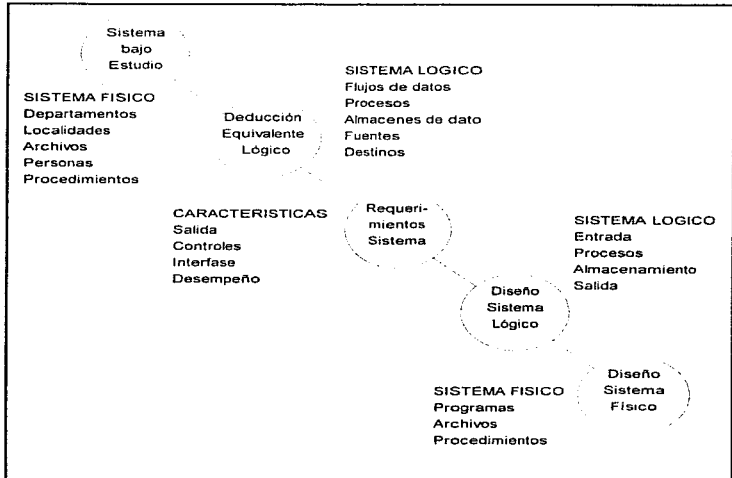 Sistema
bajo
Estudio
SISTEMA FISICO
Departamentos
Localidades
Archivos
Personas
Procedimientos
Deducción
Equivalente
Lógico
SISTEMA LOGICO
Flujos de datos
Procesos
Almacenes de dato
Fuentes
Destinos
CARACTERISTICAS
Salida
Controles
Interfase
Desempeño
Requeri-
mientos
Sistema
SISTEMA LOGICO
Entrada
Procesos
Almacenamiento
Salida
Diseño
Sistema
Lógico
SISTEMA FISICO
Programas
Archivos
Procedimientos
Diseño
Sistema
Físico